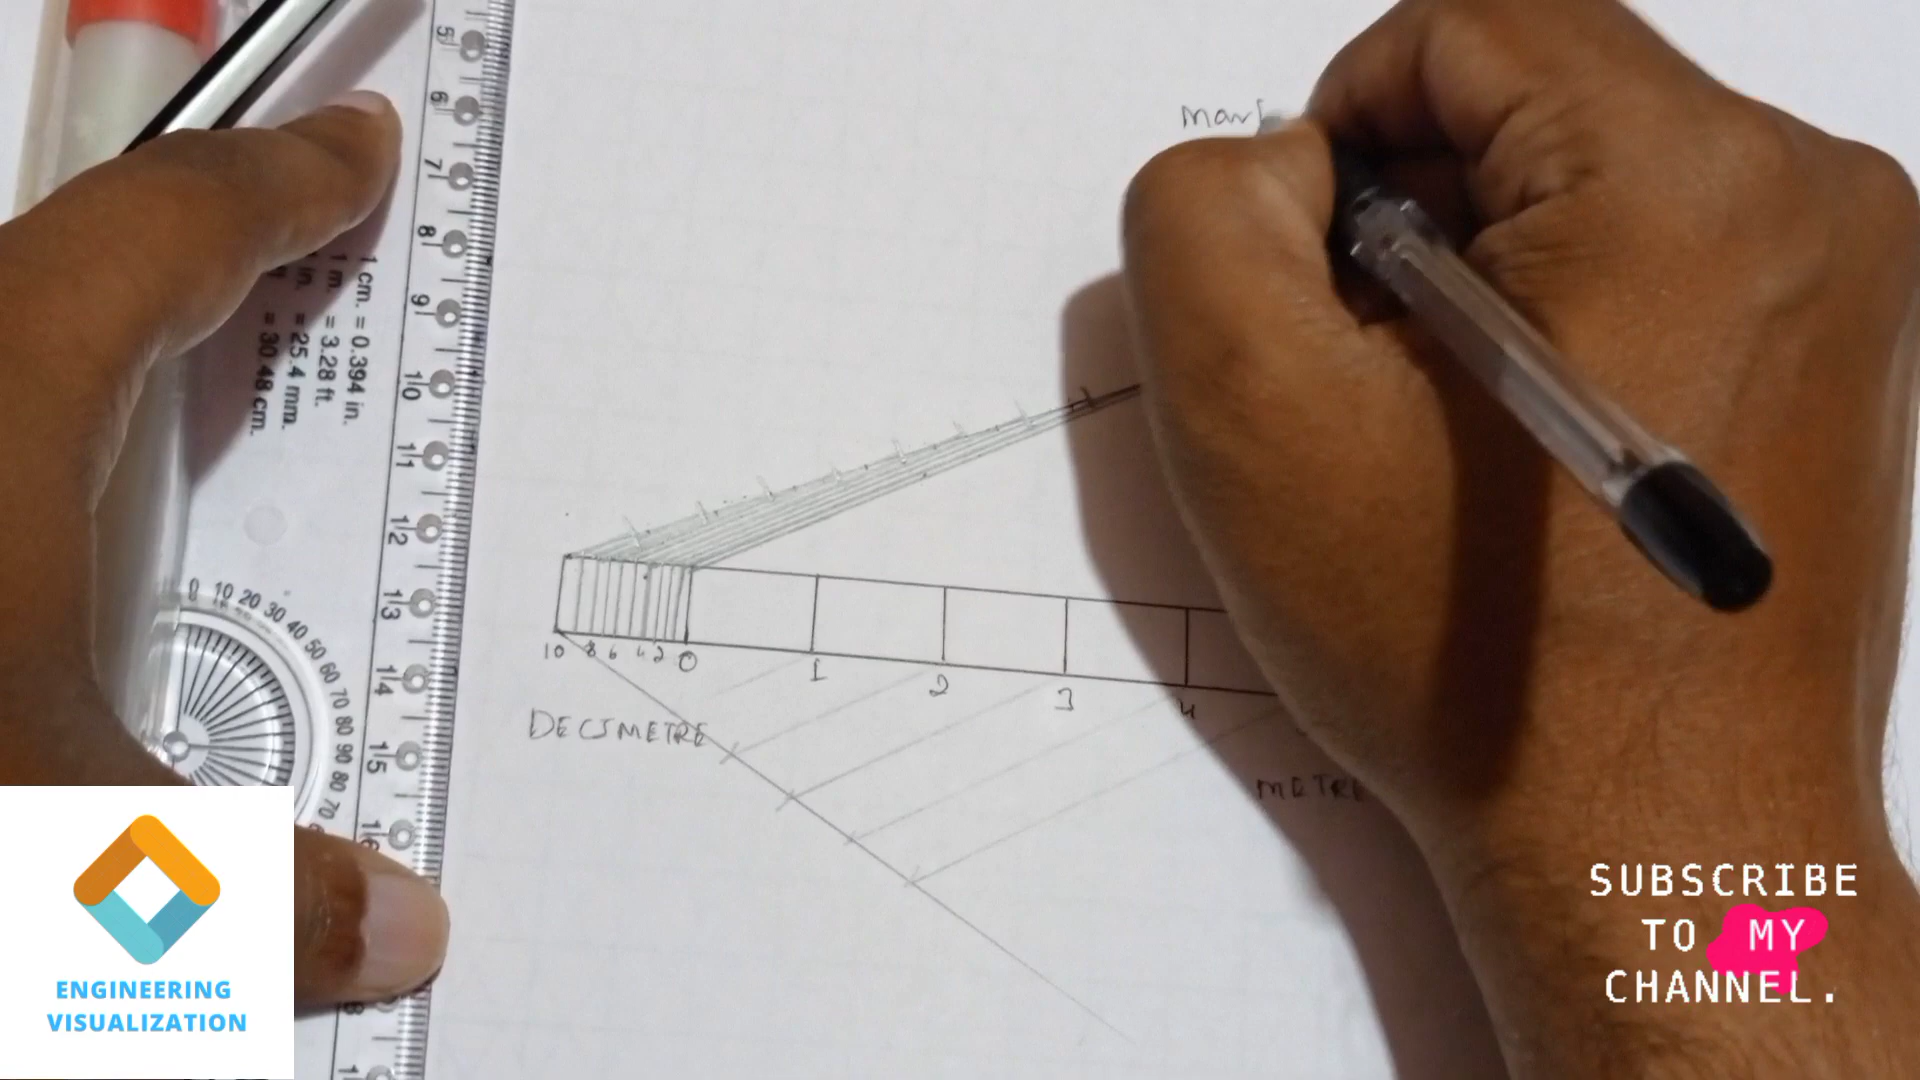 5
6
7
8
9
10
11
12
13
14
15
16
1 cm. = 0.394 in.
1 m. = 3.28 ft.
in. = 25.4 mm.
= 30.48 cm.
0 10 20 30 40 50 60 70 80 90 80 70
Mar
10 8 6 4 2 0 1 2 3 4
DECIMETRE
METRE
ENGINEERING
VISUALIZATION
SUBSCRIBE
TO MY
CHANNEL.